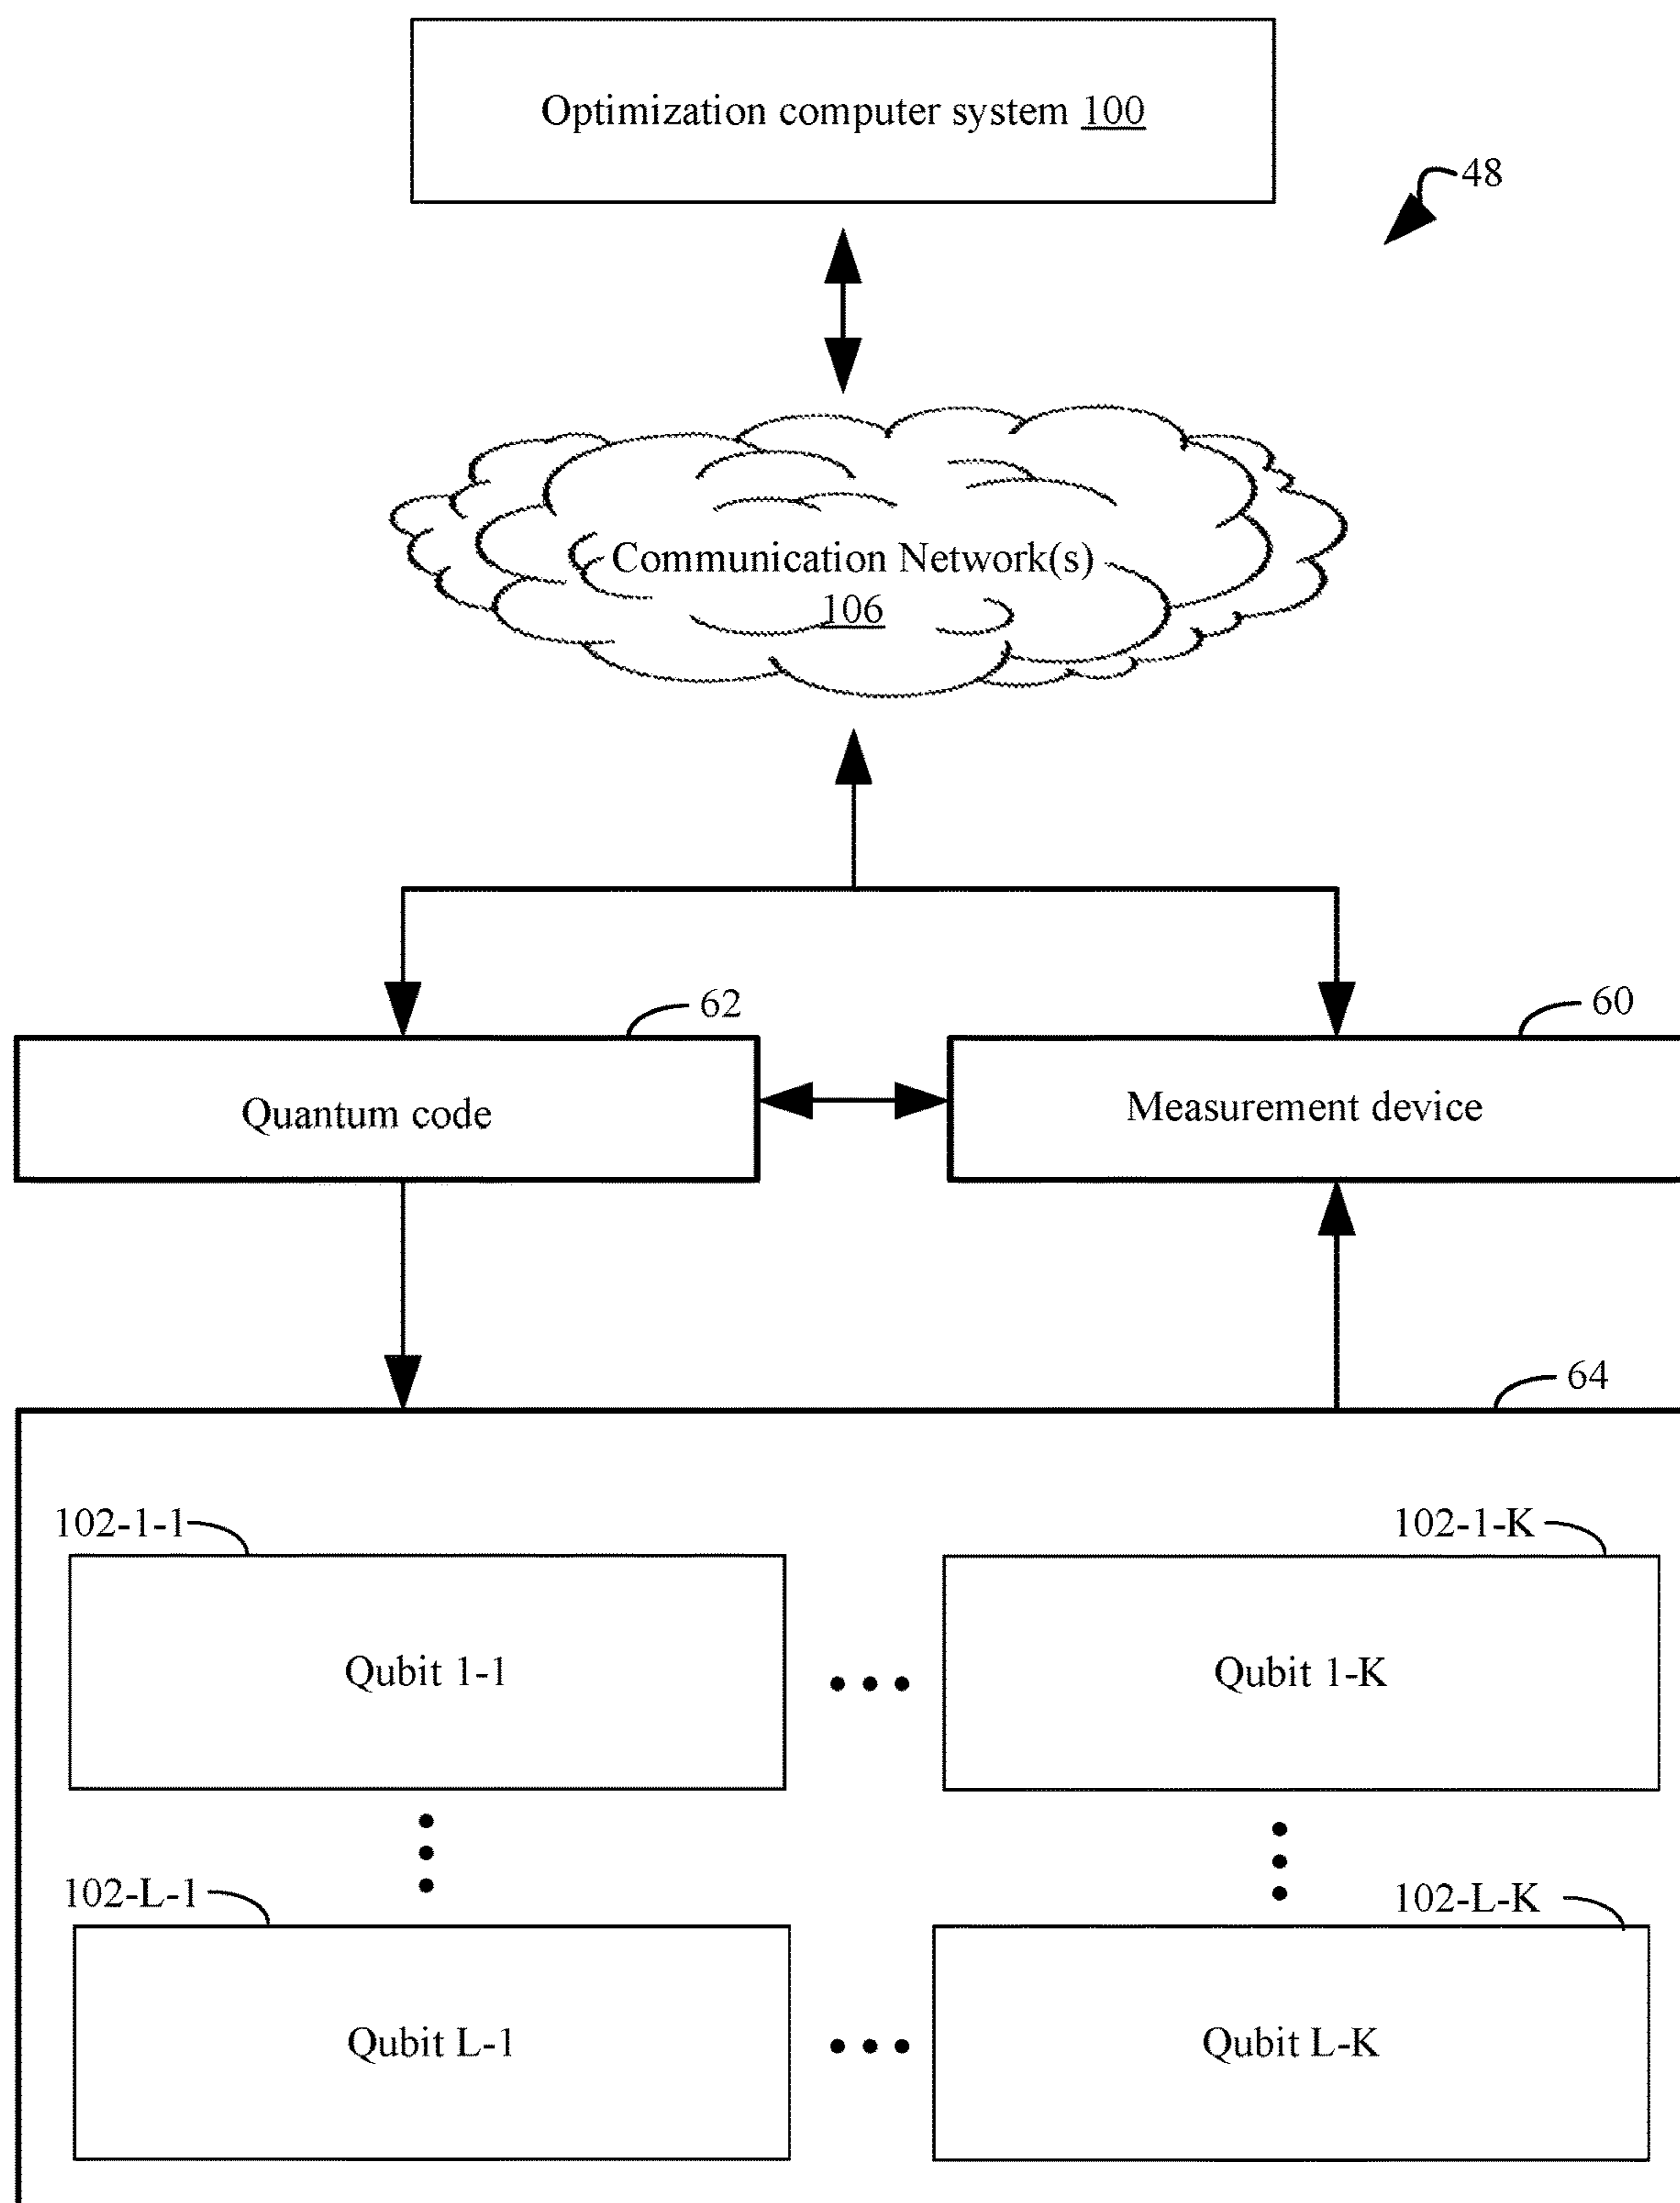 Optimization computer system 100
48
Communication Network(s)
106
62
60
Quantum code
Measurement device
64
102-1-1
102-1-K
Qubit 1-1
Qubit 1-K
102-L-1
102-L-K
Qubit L-1
Qubit L-K